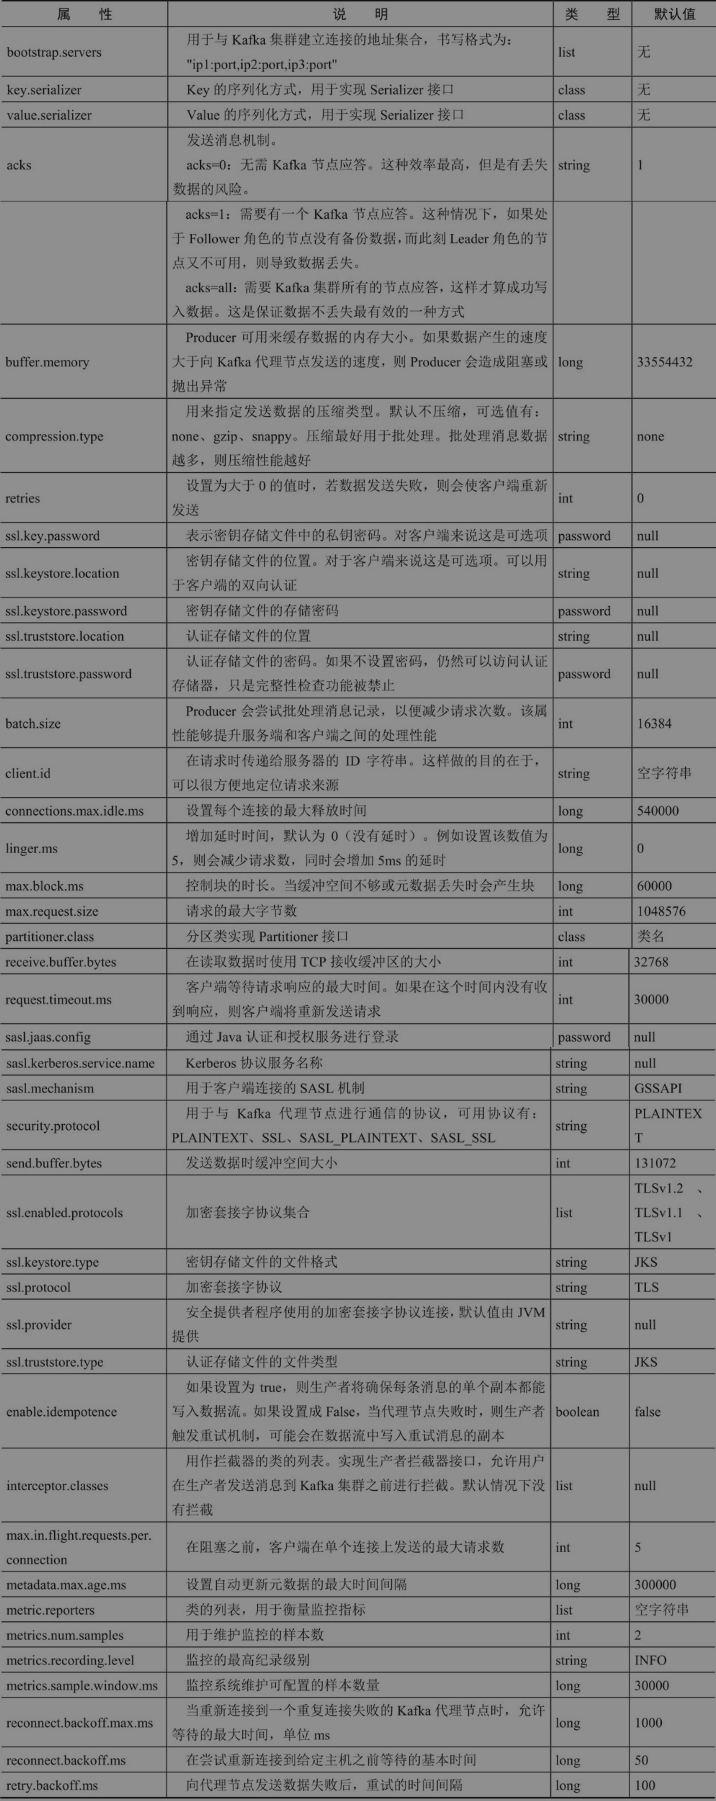 属 性 说 明 类 型 默认值
bootstrap.servers 用于与 Kafka 集群建立连接的地址集合，书写格式为： list 无
"ip1:port,ip2:port,ip3:port"
key.serializer Key 的序列化方式，用于实现 Serializer 接口 class 无
value.serializer Value 的序列化方式，用于实现 Serializer 接口 class 无
acks 发送消息机制。 string 1
acks=0：无需 Kafka 节点应答。这种效率最高，但是有丢失
数据的风险。
acks=1：需要有一个 Kafka 节点应答。这种情况下，如果处
于 Follower 角色的节点没有备份数据，而此刻 Leader 角色的节
点又不可用，则导致数据丢失。
acks=all：需要 Kafka 集群所有的节点应答，这样才算成功写
入数据。这是保证数据不丢失最有效的一种方式
buffer.memory Producer 可用来缓存数据的内存大小。如果数据产生的速度 long 33554432
大于向 Kafka 代理节点发送的速度，则 Producer 会造成阻塞或
抛出异常
compression.type 用来指定发送数据的压缩类型。默认不压缩，可选值有： string none
none、gzip、snappy。压缩最好用于批处理。批处理消息数据
越多，则压缩性能越好
retries 设置为大于 0 的值时，若数据发送失败，则会使客户端重新 int 0
发送
ssl.key.password 表示密钥存储文件中的私钥密码。对客户端来说这是可选项 password null
ssl.keystore.location 密钥存储文件的位置。对于客户端来说这是可选项。可以用 string null
于客户端的双向认证
ssl.keystore.password 密钥存储文件的存储密码 password null
ssl.truststore.location 认证存储文件的位置 string null
ssl.truststore.password 认证存储文件的密码。如果不设置密码，仍然可以访问认证 password null
存储器，只是完整性检查功能被禁止
batch.size Producer 会尝试批处理消息记录，以便减少请求次数。该属 int 16384
性能够提升服务端和客户端之间的处理性能
client.id 在请求时传递给服务器的 ID 字符串。这样做的目的在于， string 空字符串
可以很方便地定位请求来源
connections.max.idle.ms 设置每个连接的最大释放时间 long 540000
linger.ms 增加延时时间，默认为 0（没有延时）。例如设置该数值为 long 0
5，则会减少请求数，同时会增加 5ms 的延时
max.block.ms 控制块的时长。当缓冲空间不够或元数据丢失时会产生块 long 60000
max.request.size 请求的最大字节数 int 1048576
partitioner.class 分区类实现 Partitioner 接口 class 类名
receive.buffer.bytes 在读取数据时使用 TCP 接收缓冲区的大小 int 32768
request.timeout.ms 客户端等待请求响应的最大时间。如果在这个时间内没有收 int 30000
到响应，则客户端将重新发送请求
sasl.jaas.config 通过 Java 认证和授权服务进行登录 password null
sasl.kerberos.service.name Kerberos 协议服务名称 string null
sasl.mechanism 用于客户端连接的 SASL 机制 string GSSAPI
security.protocol 用于与 Kafka 代理节点进行通信的协议，可用协议有： string PLAINTEX
PLAINTEXT、SSL、SASL_PLAINTEXT、SASL_SSL T
send.buffer.bytes 发送数据时缓冲空间大小 int 131072
ssl.enabled.protocols 加密套接字协议集合 list TLSv1.2 、
TLSv1.1 、
TLSv1
ssl.keystore.type 密钥存储文件的文件格式 string JKS
ssl.protocol 加密套接字协议 string TLS
ssl.provider 安全提供者程序使用的加密套接字协议连接，默认值由 JVM string null
提供
ssl.truststore.type 认证存储文件的文件类型 string JKS
enable.idempotence 如果设置为 true，则生产者将确保每条消息的单个副本都能 boolean false
写入数据流。如果设置成 False，当代理节点失败时，则生产者
触发重试机制，可能会在数据流中写入重试消息的副本
interceptor.classes 用作拦截器的类的列表。实现生产者拦截器接口，允许用户 list null
在生产者发送消息到 Kafka 集群之前进行拦截。默认情况下没
有拦截
max.in.flight.requests.per. 在阻塞之前，客户端在单个连接上发送的最大请求数 int 5
connection
metadata.max.age.ms 设置自动更新元数据的最大时间间隔 long 300000
metric.reporters 类的列表，用于衡量监控指标 list 空字符串
metrics.num.samples 用于维护监控的样本数 int 2
metrics.recording.level 监控的最高纪录级别 string INFO
metrics.sample.window.ms 监控系统维护可配置的样本数量 long 30000
reconnect.backoff.max.ms 当重新连接到一个重复连接失败的 Kafka 代理节点时，允许 long 1000
等待的最大时间，单位 ms
reconnect.backoff.ms 在尝试重新连接到给定主机之前等待的基本时间 long 50
retry.backoff.ms 向代理节点发送数据失败后，重试的时间间隔 long 100